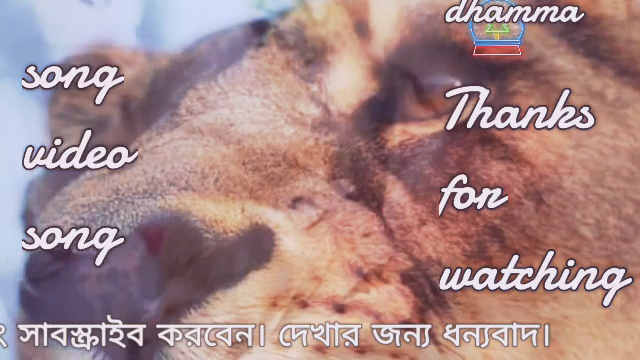 dhamma
song
video
song
Thanks
for
watching
ং সাবস্ক্রাইব করবেন। দেখার জন্য ধন্যবাদ।